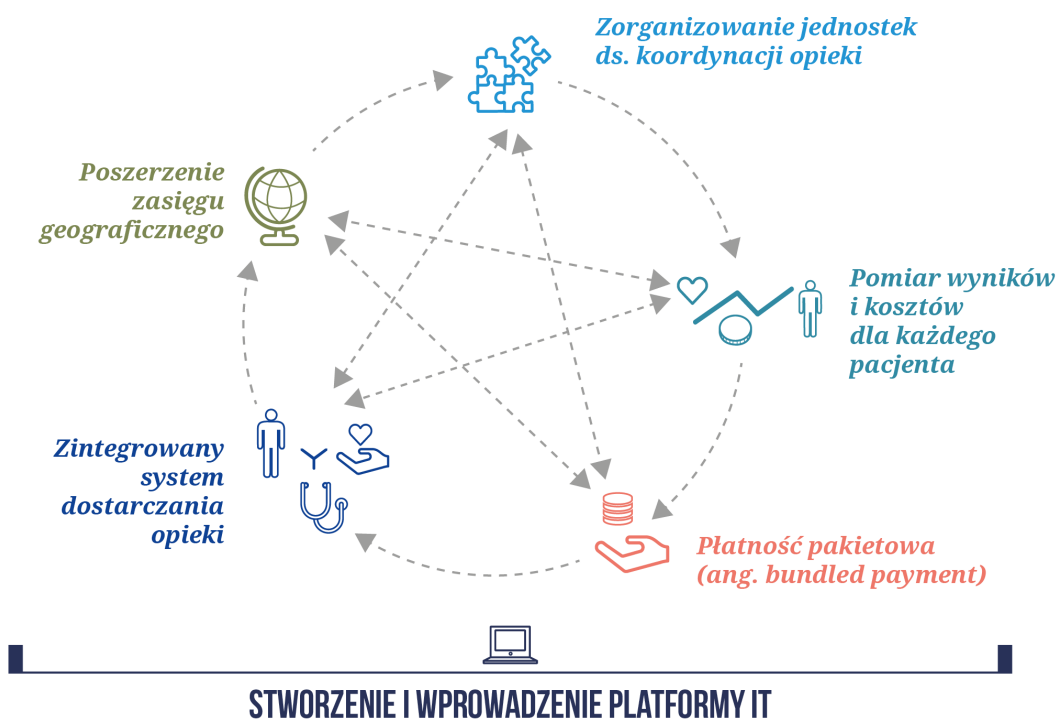 Zorganizowanie jednostek
ds. koordynacji opieki
Poszerzenie
zasięgu
geograficznego
Pomiar wyników
i kosztów
dla każdego
pacjenta
Zintegrowany
system
dostarczania
opieki
Płatność pakietowa
(ang. bundled payment)
STWORZENIE I WPROWADZENIE PLATFORMY IT